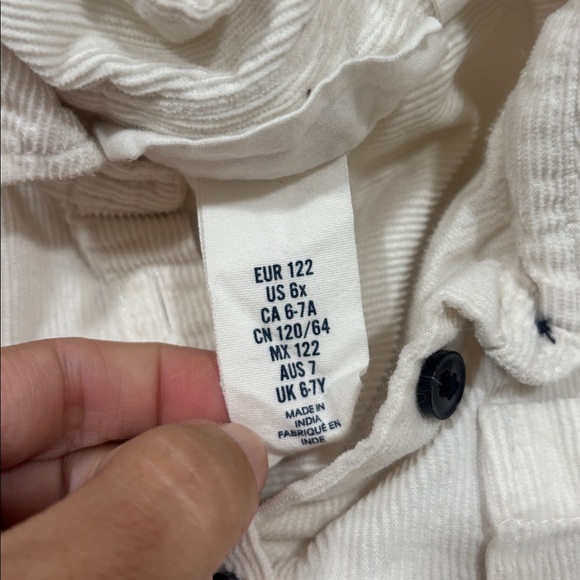 EUR 122
US 6x
CA 6-7A
CN 120/64
MX 122
AUS 7
UK 6-7Y
MADE IN
INDIA
FABRIQUÉ EN
INDE